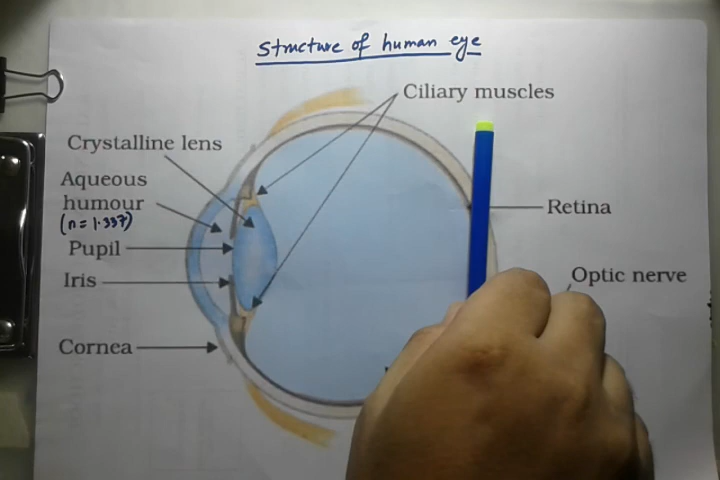 Structure of human eye
Ciliary muscles
Crystalline lens
Aqueous
humour
(n = 1.337)
Pupil
Iris
Cornea
Retina
Optic nerve